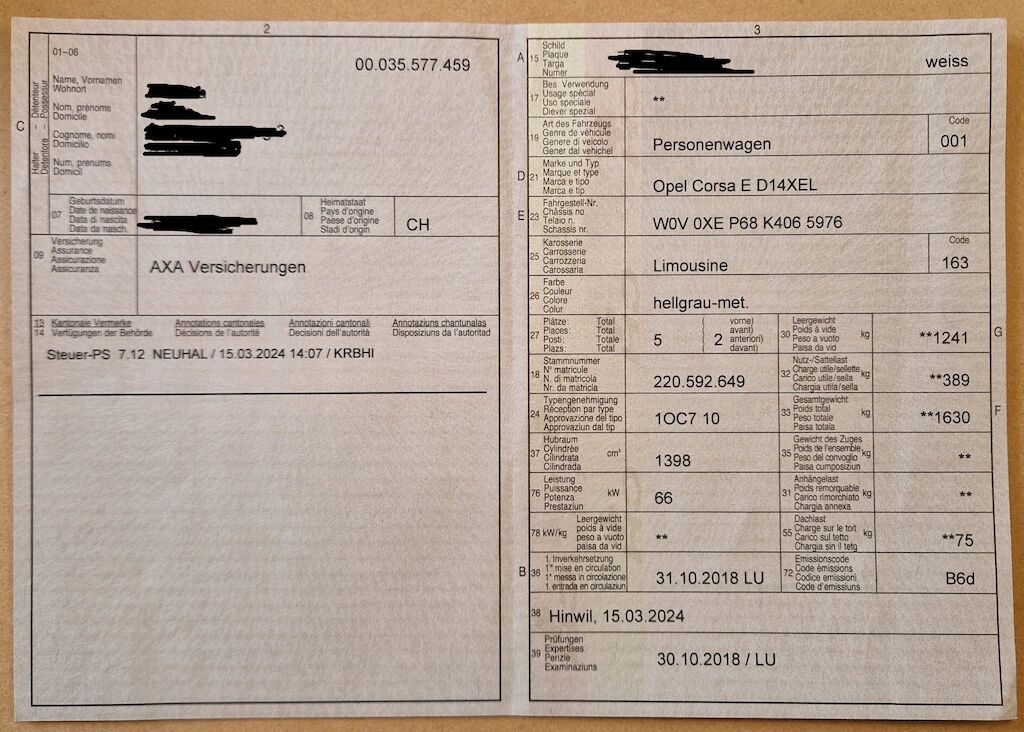 2
01–06
00.035.577.459
Name, Vornamen
Wohnort
Nom, prénoms
Domicile
Cognome, nomi
Domicilio
Num, prenums
Domicil
C
Halter – Détenteur
Detentore – Possessur
07
Geburtsdatum
Date de naissance
Data di nascita
Data da nasch.
08
Heimatstaat
Pays d'origine
Paese d'origine
Stadi d'origin
CH
09
Versicherung
Assurance
Assicurazione
Assicuranza
AXA Versicherungen
13 Kantonale Vermerke Annotations cantonales Annotazioni cantonali Annotaziuns chantunalas
14 Verfügungen der Behörde Décisions de l'autorité Decisioni dell'autorità Disposiziuns da l'autoritad
Steuer-PS 7.12 NEUHAL / 15.03.2024 14:07 / KRBHI
3
A 15
Schild
Plaque
Targa
Numer
weiss
17
Bes. Verwendung
Usage spécial
Uso speciale
Diever spezial
**
19
Art des Fahrzeugs
Genre de véhicule
Genere di veicolo
Gener dal vehichel
Personenwagen
Code
001
D 21
Marke und Typ
Marque et type
Marca e tipo
Marca e tip
Opel Corsa E D14XEL
E 23
Fahrgestell-Nr.
Châssis no
Telaio n.
Schassis nr.
W0V 0XE P68 K406 5976
25
Karosserie
Carrosserie
Carrozzeria
Carossaria
Limousine
Code
163
26
Farbe
Couleur
Colore
Colur
hellgrau-met.
27
Plätze: Total
Places: Total
Posti: Totale
Plazs: Total
5
2
vorne)
avant)
anteriori)
davant)
30
Leergewicht
Poids à vide
Peso a vuoto
Paisa da vid
kg
**1241
G
18
Stammnummer
N° matricule
N. di matricola
Nr. da matricla
220.592.649
32
Nutz-/Sattellast
Charge utile/sellette
Carico utile/sella
Chargia utila/sella
kg
**389
24
Typengenehmigung
Réception par type
Approvazione del tipo
Approvaziun dal tip
1OC7 10
33
Gesamtgewicht
Poids total
Peso totale
Paisa totala
kg
**1630
F
37
Hubraum
Cylindrée
Cilindrata
Cilindrada
cm³
1398
35
Gewicht des Zuges
Poids de l'ensemble
Peso del convoglio
Paisa cumposiziun
kg
**
76
Leistung
Puissance
Potenza
Prestaziun
kW
66
31
Anhängelast
Poids remorquable
Carico rimorchiato
Chargia annexa
kg
**
78 kW/kg
Leergewicht
poids à vide
peso a vuoto
paisa da vid
**
55
Dachlast
Charge sur le toit
Carico sul tetto
Chargia sin il tetg
kg
**75
B 36
1. Inverkehrsetzung
1re mise en circulation
1a messa in circolazione
1. entrada en circulaziun
31.10.2018 LU
72
Emissionscode
Code émissions
Codice emissioni
Code d'emissiuns
B6d
38
Hinwil, 15.03.2024
39
Prüfungen
Expertises
Perizie
Examinaziuns
30.10.2018 / LU